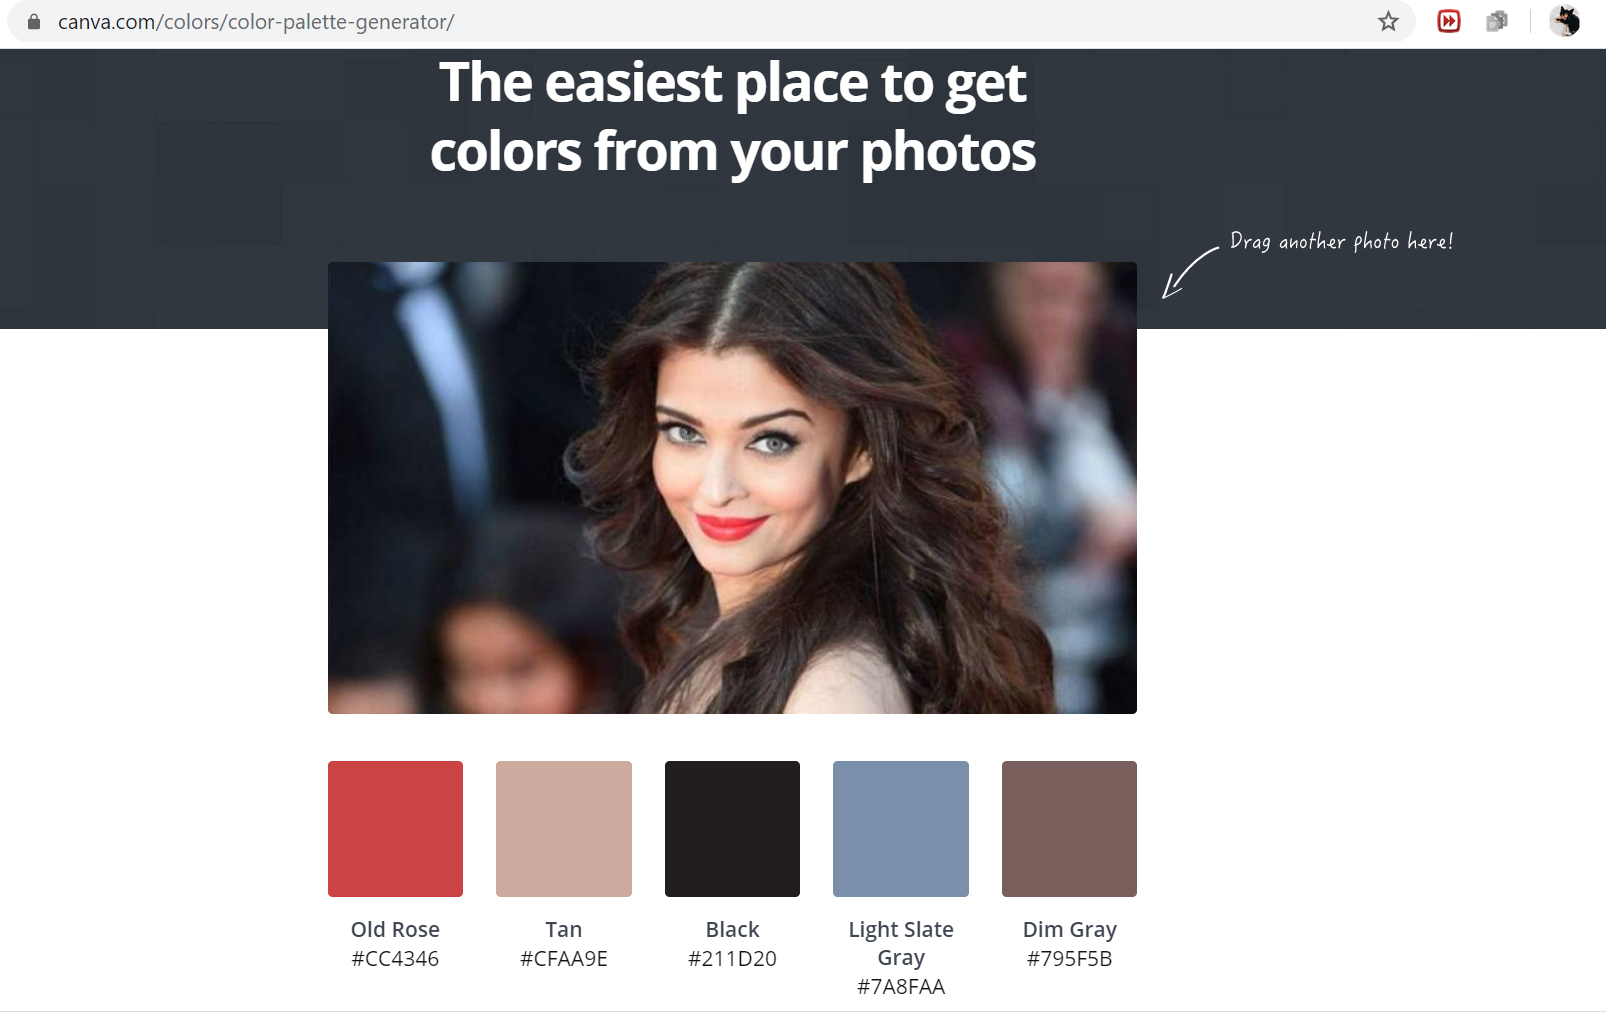 canva.com/colors/color-palette-generator/
The easiest place to get
colors from your photos
Drag another photo here!
Old Rose
#CC4346
Tan
#CFAA9E
Black
#211D20
Light Slate
Gray
#7A8FAA
Dim Gray
#795F5B